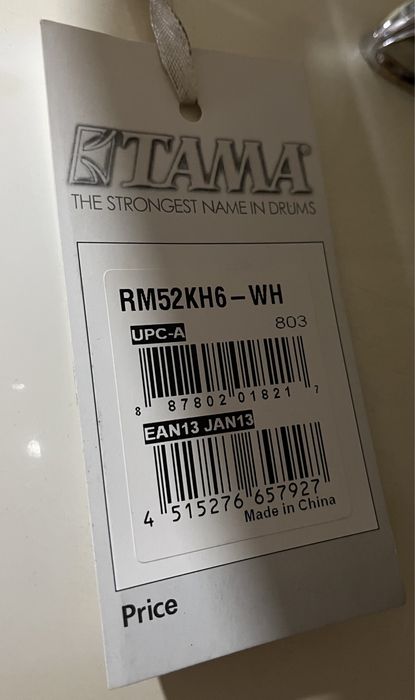 TAMA®
THE STRONGEST NAME IN DRUMS
RM52KH6-WH
UPC-A 803
8 87802 01821 7
EAN13 JAN13
4 515276 657927
Made in China
Price